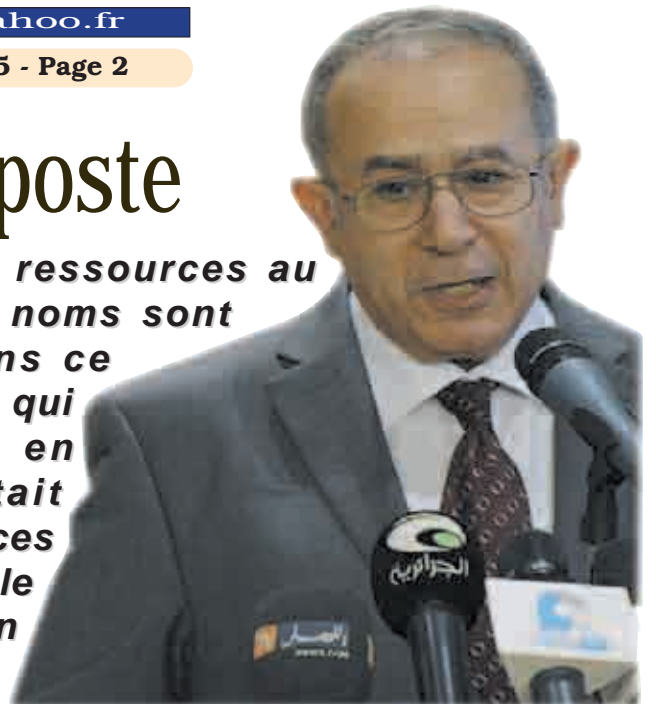 ahoo.fr
5 - Page 2
poste
ressources au
noms sont
ns ce
qui
en
tait
ces
le
n
الجزائرية